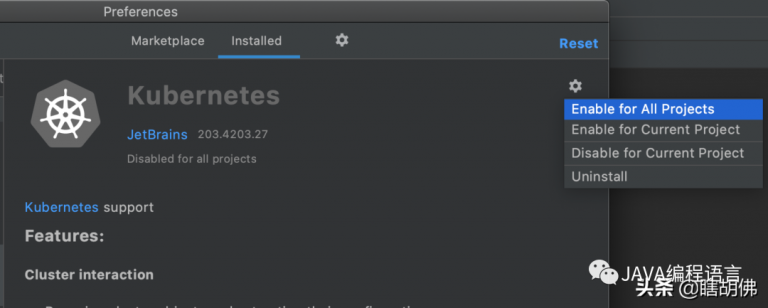 Preferences
Marketplace Installed
Reset
Kubernetes
Enable for All Projects
JetBrains 203.4203.27
Enable for Current Project
Disabled for all projects
Disable for Current Project
Uninstall
Kubernetes support
Features:
Cluster interaction
JAVA编程语言
头条 @瞎胡佛